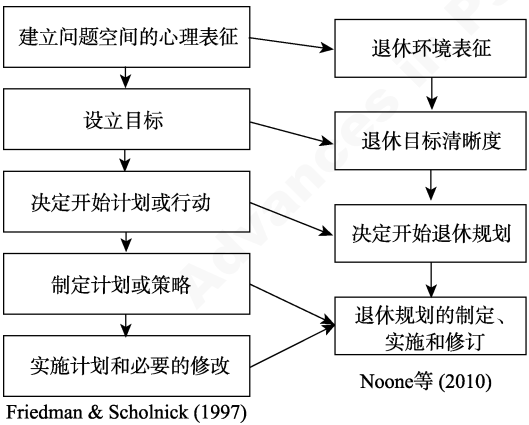 建立问题空间的心理表征
设立目标
决定开始计划或行动
制定计划或策略
实施计划和必要的修改
Friedman & Scholnick (1997)
退休环境表征
退休目标清晰度
决定开始退休规划
退休规划的制定、
实施和修订
Noone等 (2010)
Advances in Ps